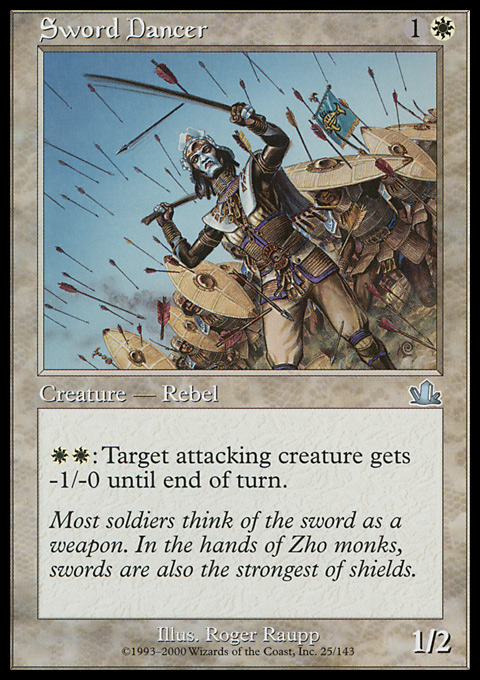 Sword Dancer 1
Creature — Rebel
: Target attacking creature gets
-1/-0 until end of turn.
Most soldiers think of the sword as a
weapon. In the hands of Zho monks,
swords are also the strongest of shields.
Illus. Roger Raupp
©1993–2000 Wizards of the Coast, Inc. 25/143
1/2